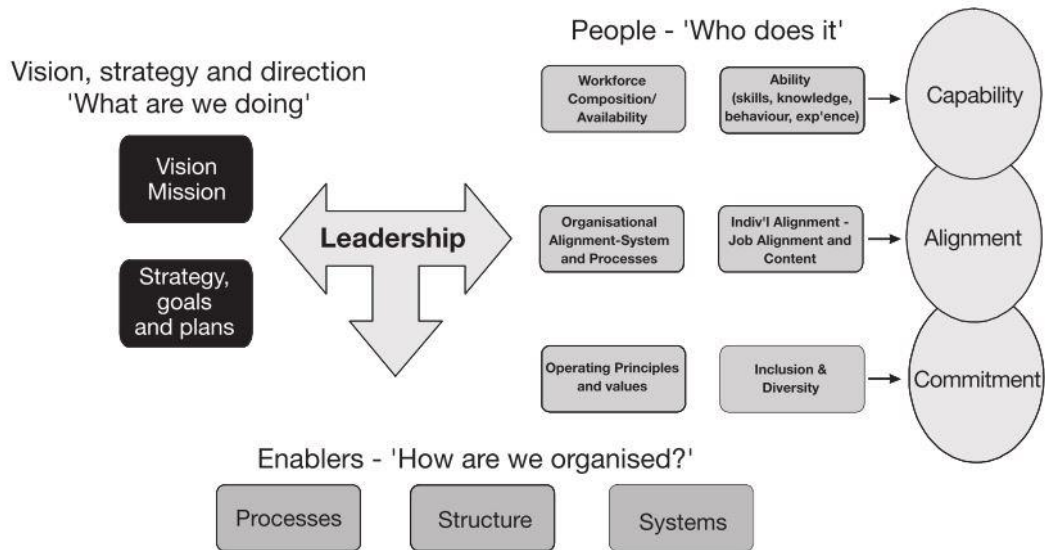 Vision, strategy and direction
'What are we doing'
Vision
Mission
Strategy,
goals
and plans
Leadership
People - 'Who does it'
Workforce
Composition/
Availability
Ability
(skills, knowledge,
behaviour, exp'ence)
Capability
Organisational
Alignment-System
and Processes
Indiv'l Alignment -
Job Alignment and
Content
Alignment
Operating Principles
and values
Inclusion &
Diversity
Commitment
Enablers - 'How are we organised?'
Processes
Structure
Systems